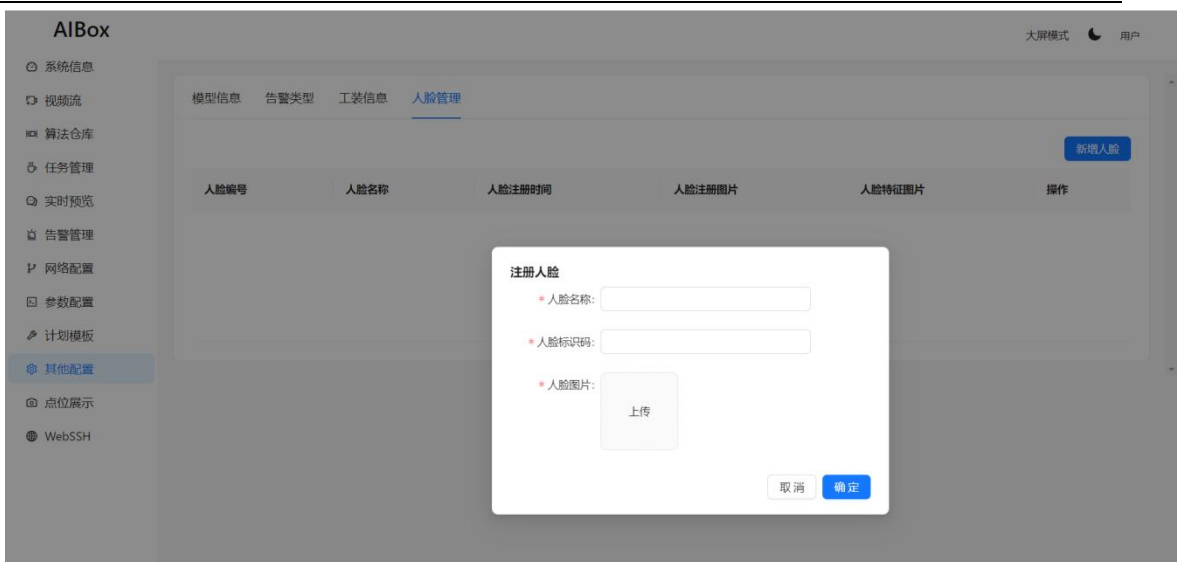 AIBox
大屏模式 用户
系统信息
视频流
算法仓库
任务管理
实时预览
告警管理
网络配置
参数配置
计划模板
其他配置
点位展示
WebSSH
模型信息 告警类型 工装信息 人脸管理
新增人脸
人脸编号 人脸名称 人脸注册时间 人脸注册图片 人脸特征图片 操作
注册人脸
* 人脸名称:
* 人脸标识码:
* 人脸图片:
上传
取消 确定